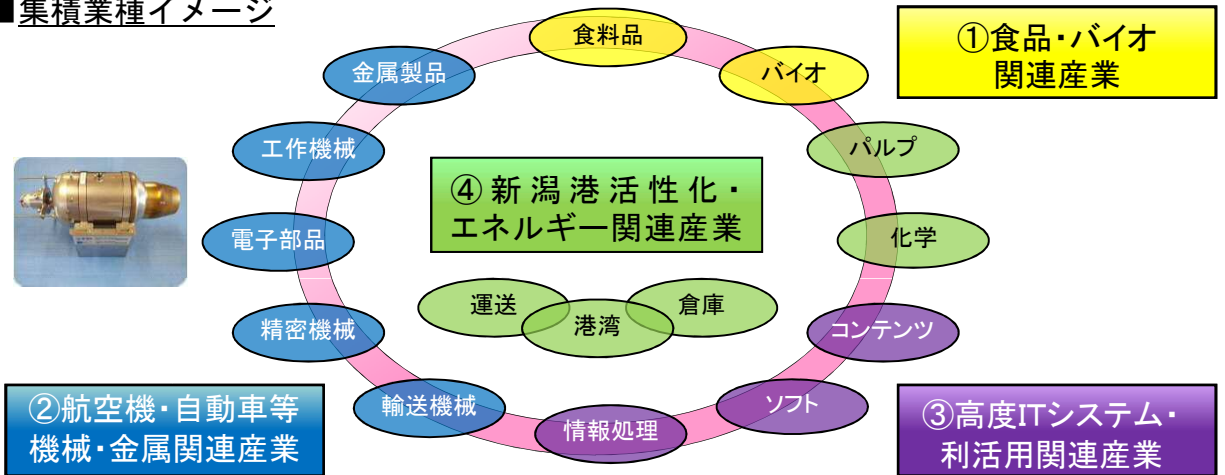 ■集積業種イメージ
食料品
バイオ
パルプ
化学
コンテンツ
ソフト
情報処理
輸送機械
精密機械
電子部品
工作機械
金属製品
①食品・バイオ
関連産業
④新潟港活性化・
エネルギー関連産業
運送
港湾
倉庫
②航空機・自動車等
機械・金属関連産業
③高度ITシステム・
利活用関連産業